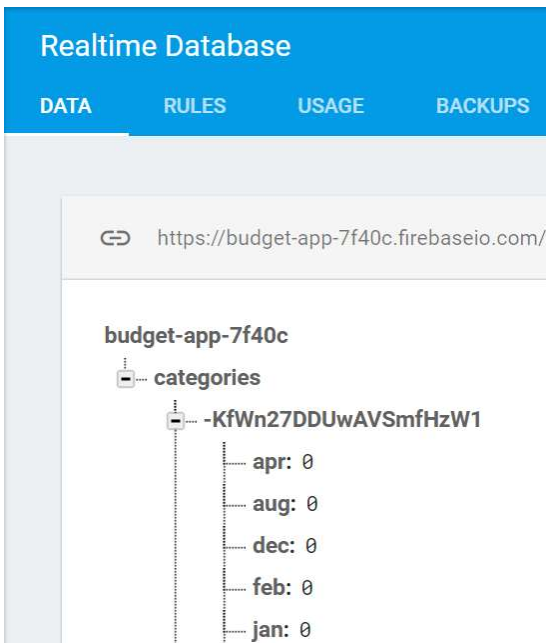 Realtime Database
DATA RULES USAGE BACKUPS
https://budget-app-7f40c.firebaseio.com/
budget-app-7f40c
categories
-KfWn27DDUwAVSmfHzW1
apr: 0
aug: 0
dec: 0
feb: 0
jan: 0